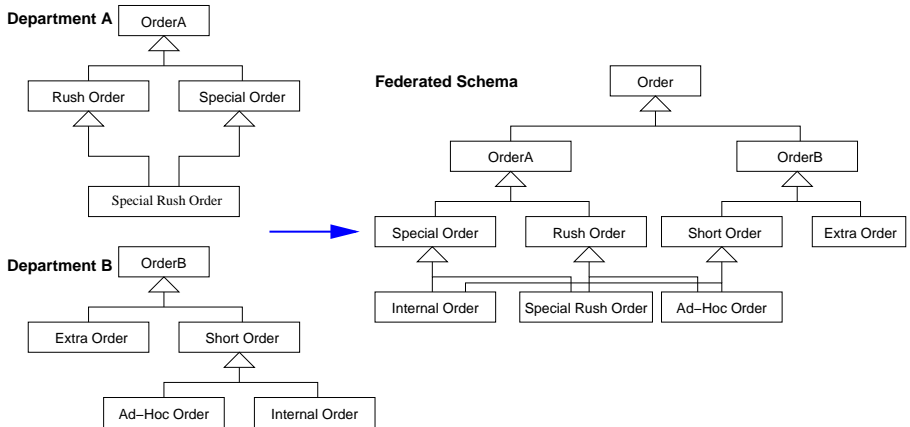 Department A
OrderA
Rush Order
Special Order
Special Rush Order
Department B
OrderB
Extra Order
Short Order
Ad−Hoc Order
Internal Order
Federated Schema
Order
OrderA
OrderB
Special Order
Rush Order
Short Order
Extra Order
Internal Order
Special Rush Order
Ad−Hoc Order